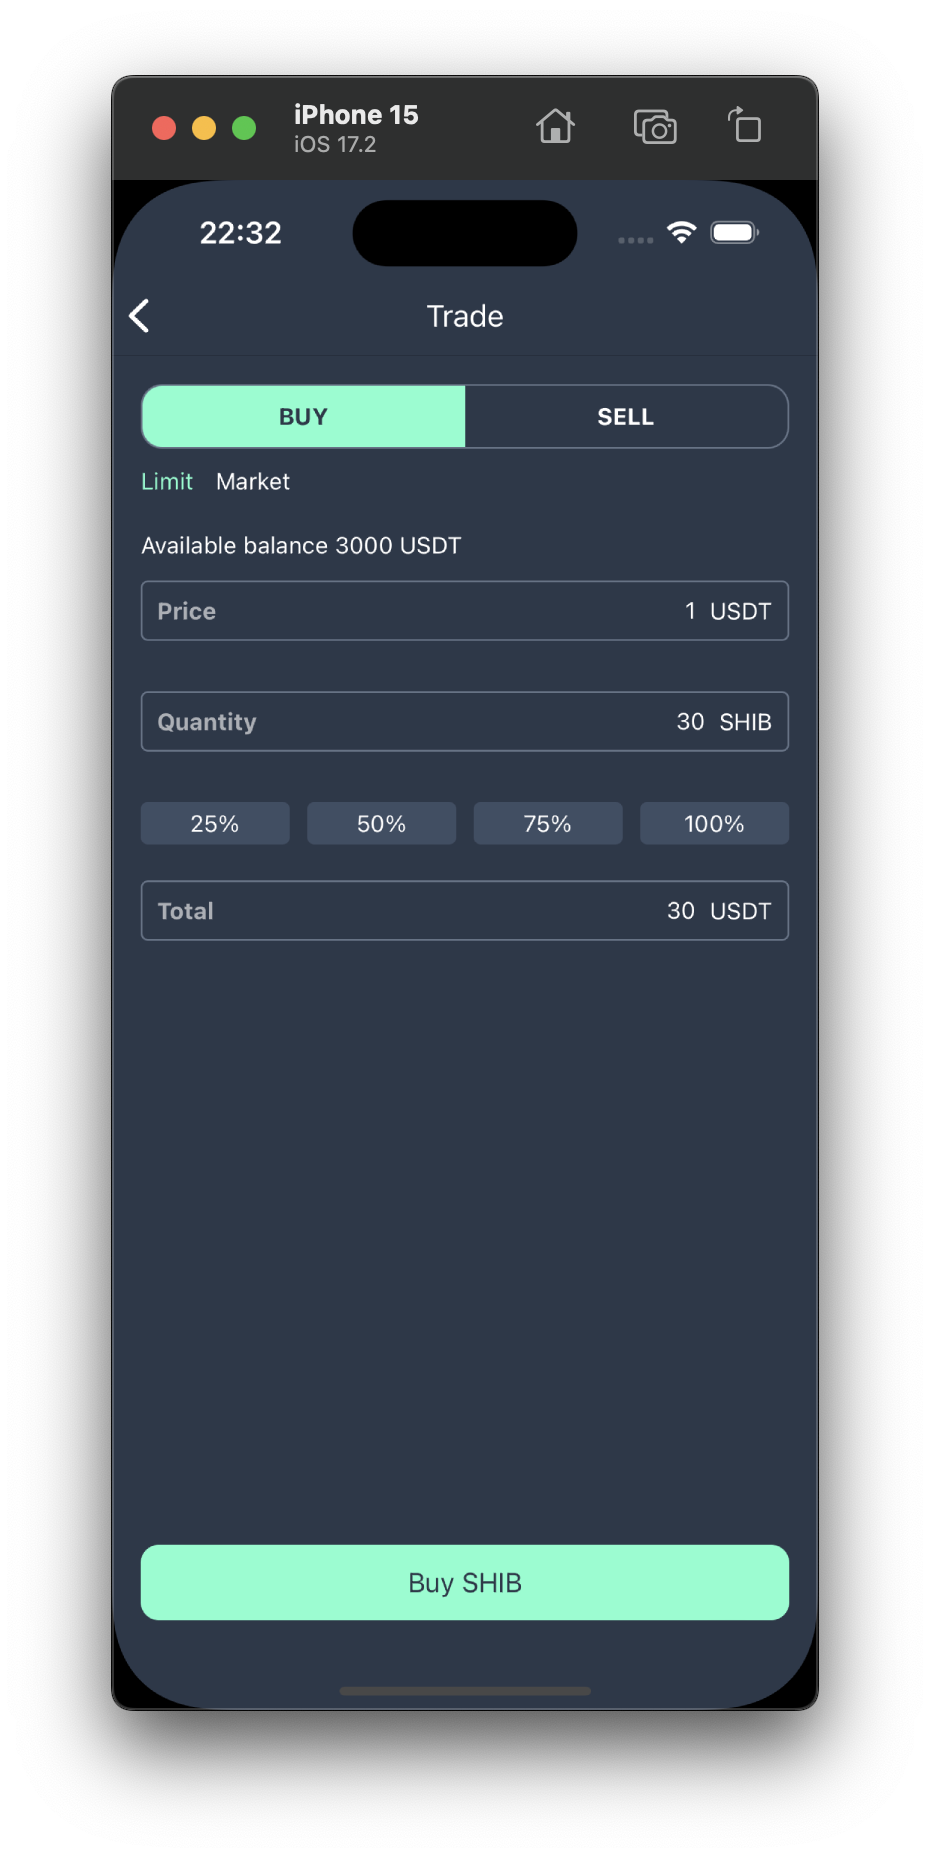 iPhone 15
iOS 17.2
22:32
Trade
BUY SELL
Limit Market
Available balance 3000 USDT
Price 1 USDT
Quantity 30 SHIB
25% 50% 75% 100%
Total 30 USDT
Buy SHIB